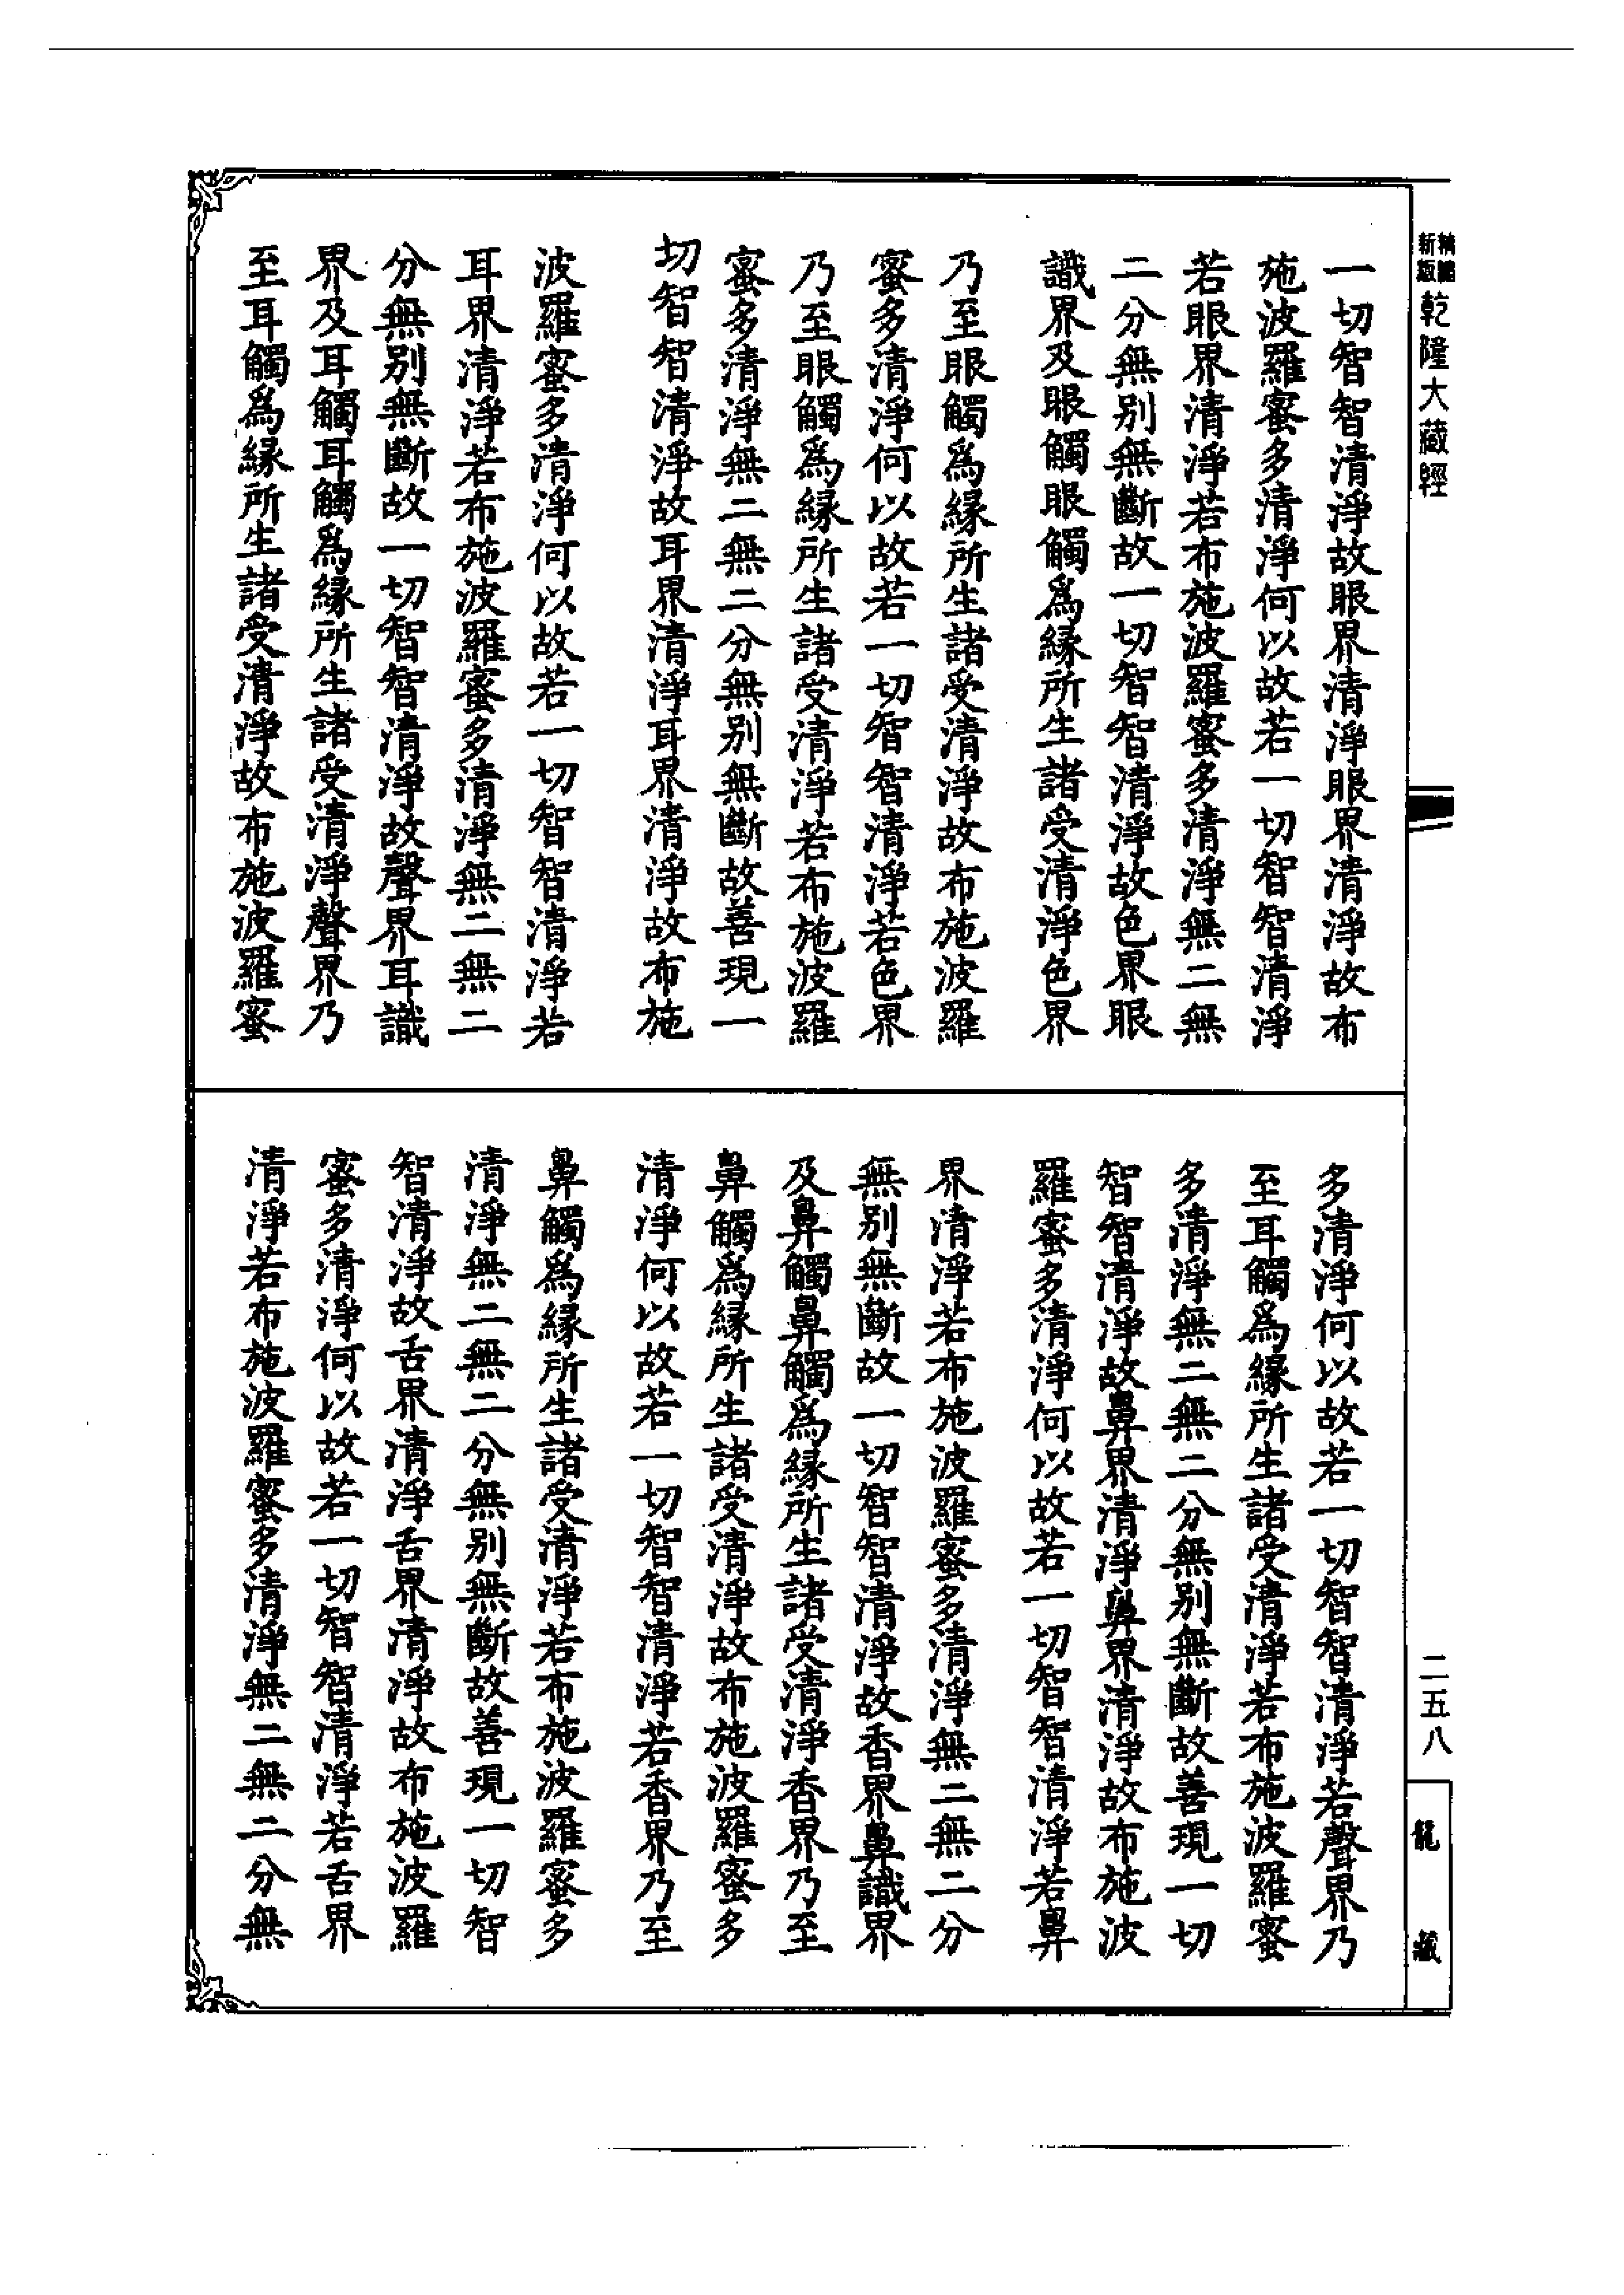 新縮
版編
乾隆大藏經
一切智智清淨故眼界清淨眼界清淨故布
施波羅蜜多清淨何以故若一切智智清淨
若眼界清淨若布施波羅蜜多清淨無二無
二分無別無斷故一切智智清淨故色界眼
識界及眼觸眼觸爲緣所生諸受清淨色界
乃至眼觸爲緣所生諸受清淨故布施波羅
蜜多清淨何以故若一切智智清淨若色界
乃至眼觸爲緣所生諸受清淨若布施波羅
蜜多清淨無二無二分無別無斷故善現一
切智智清淨故耳界清淨耳界清淨故布施
波羅蜜多清淨何以故若一切智智清淨若
耳界清淨若布施波羅蜜多清淨無二無二
分無別無斷故一切智智清淨故聲界耳識
界及耳觸耳觸爲緣所生諸受清淨聲界乃
至耳觸爲緣所生諸受清淨故布施波羅蜜
多清淨何以故若一切智智清淨若聲界乃
至耳觸爲緣所生諸受清淨若布施波羅蜜
多清淨無二無二分無別無斷故善現一切
智智清淨故鼻界清淨鼻界清淨故布施波
羅蜜多清淨何以故若一切智智清淨若鼻
界清淨若布施波羅蜜多清淨無二無二分
無別無斷故一切智智清淨故香界鼻識界
及鼻觸鼻觸爲緣所生諸受清淨香界乃至
鼻觸爲緣所生諸受清淨故布施波羅蜜多
清淨何以故若一切智智清淨若香界乃至
鼻觸爲緣所生諸受清淨若布施波羅蜜多
清淨無二無二分無別無斷故善現一切智
智清淨故舌界清淨舌界清淨故布施波羅
蜜多清淨何以故若一切智智清淨若舌界
清淨若布施波羅蜜多清淨無二無二分無
二五八
龍藏